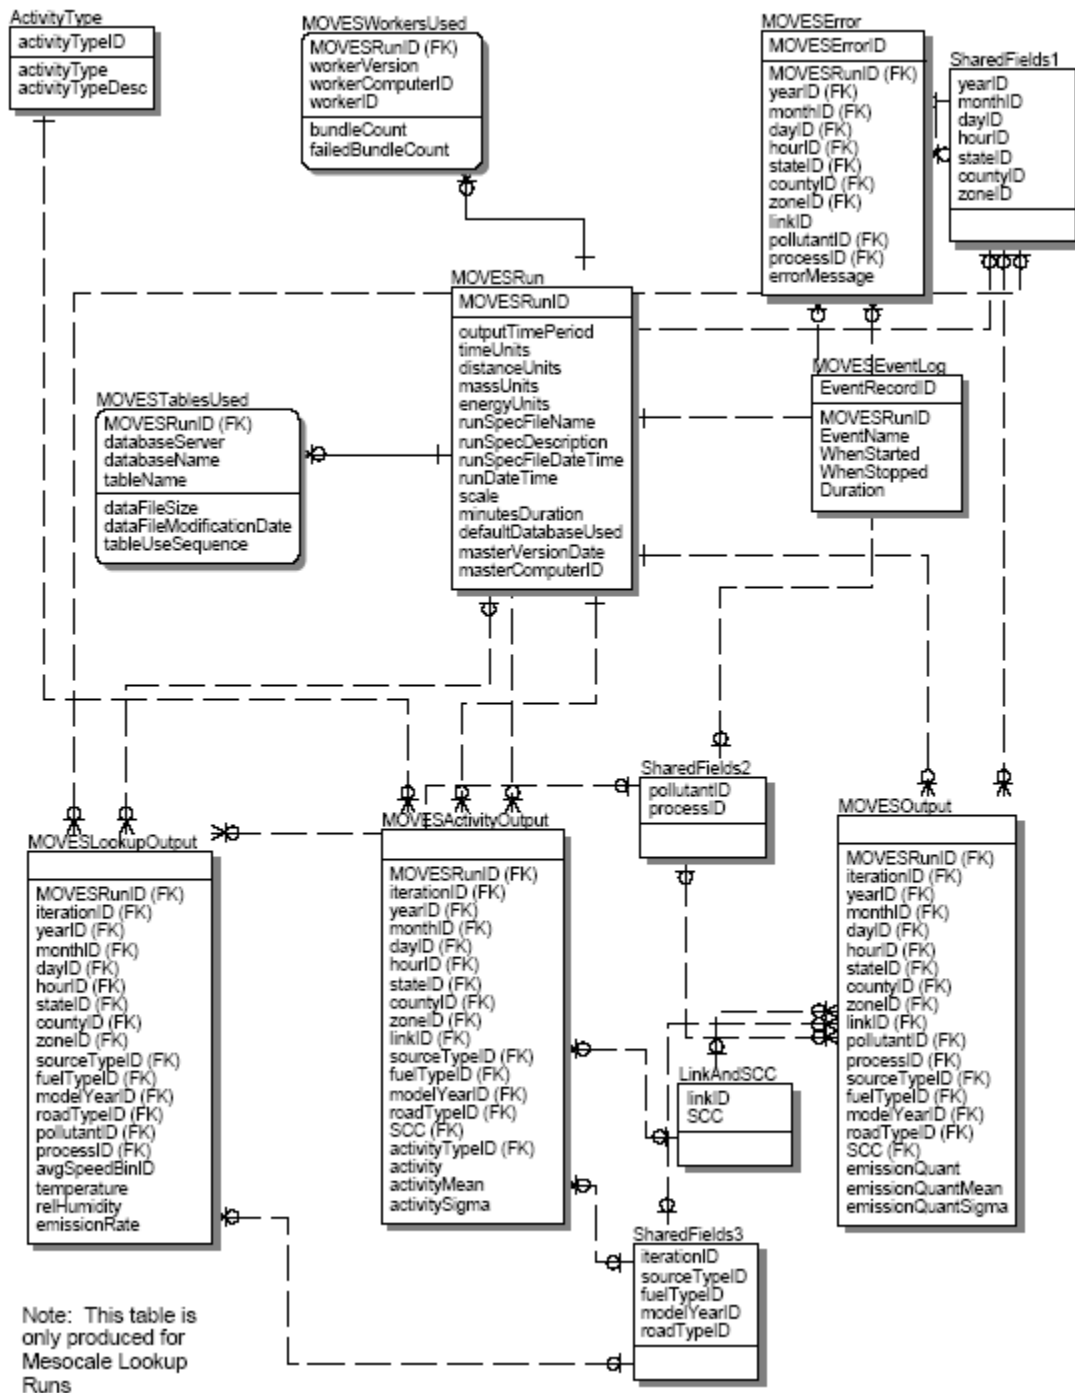 ActivityType
activityTypeID
activityType
activityTypeDesc
MOVESWorkersUsed
MOVESRunID (FK)
workerVersion
workerComputerID
workerID
bundleCount
failedBundleCount
MOVESError
MOVESErrorID
MOVESRunID (FK)
yearID (FK)
monthID (FK)
dayID (FK)
hourID (FK)
stateID (FK)
countyID (FK)
zoneID (FK)
linkID
pollutantID (FK)
processID (FK)
errorMessage
SharedFields1
yearID
monthID
dayID
hourID
stateID
countyID
zoneID
MOVESRun
MOVESRunID
outputTimePeriod
timeUnits
distanceUnits
massUnits
energyUnits
runSpecFileName
runSpecDescription
runSpecFileDateTime
runDateTime
scale
minutesDuration
defaultDatabaseUsed
masterVersionDate
masterComputerID
MOVESEventLog
EventRecordID
MOVESRunID
EventName
WhenStarted
WhenStopped
Duration
MOVESTablesUsed
MOVESRunID (FK)
databaseServer
databaseName
tableName
dataFileSize
dataFileModificationDate
tableUseSequence
SharedFields2
pollutantID
processID
MOVESLookupOutput
MOVESRunID (FK)
iterationID (FK)
yearID (FK)
monthID (FK)
dayID (FK)
hourID (FK)
stateID (FK)
countyID (FK)
zoneID (FK)
sourceTypeID (FK)
fuelTypeID (FK)
modelYearID (FK)
roadTypeID (FK)
pollutantID (FK)
processID (FK)
avgSpeedBinID
temperature
relHumidity
emissionRate
MOVESActivityOutput
MOVESRunID (FK)
iterationID (FK)
yearID (FK)
monthID (FK)
dayID (FK)
hourID (FK)
stateID (FK)
countyID (FK)
zoneID (FK)
linkID (FK)
sourceTypeID (FK)
fuelTypeID (FK)
modelYearID (FK)
roadTypeID (FK)
SCC (FK)
activityTypeID (FK)
activity
activityMean
activitySigma
MOVESOutput
MOVESRunID (FK)
iterationID (FK)
yearID (FK)
monthID (FK)
dayID (FK)
hourID (FK)
stateID (FK)
countyID (FK)
zoneID (FK)
linkID (FK)
pollutantID (FK)
processID (FK)
sourceTypeID (FK)
fuelTypeID (FK)
modelYearID (FK)
roadTypeID (FK)
SCC (FK)
emissionQuant
emissionQuantMean
emissionQuantSigma
LinkAndSCC
linkID
SCC
SharedFields3
iterationID
sourceTypeID
fuelTypeID
modelYearID
roadTypeID
Note: This table is
only produced for
Mesocale Lookup
Runs